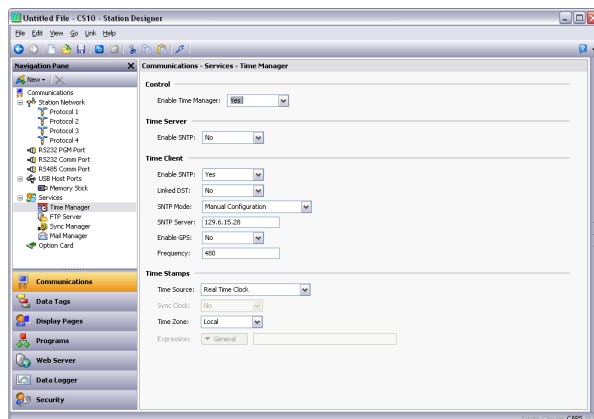 Untitled File - CS10 - Station Designer
File Edit View Go Link Help
Navigation Pane
New
Communications
Station Network
Protocol 1
Protocol 2
Protocol 3
Protocol 4
RS232 PGM Port
RS232 Comm Port
RS485 Comm Port
USB Host Ports
Memory Stick
Services
Time Manager
FTP Server
Sync Manager
Mail Manager
Option Card
Communications
Data Tags
Display Pages
Programs
Web Server
Data Logger
Security
Communications - Services - Time Manager
Control
Enable Time Manager: Yes
Time Server
Enable SNTP: No
Time Client
Enable SNTP: Yes
Linked DST: No
SNTP Mode: Manual Configuration
SNTP Server: 129.6.15.28
Enable GPS: No
Frequency: 480
Time Stamps
Time Source: Real Time Clock
Sync Clock: No
Time Zone: Local
Expression: General
CAPS